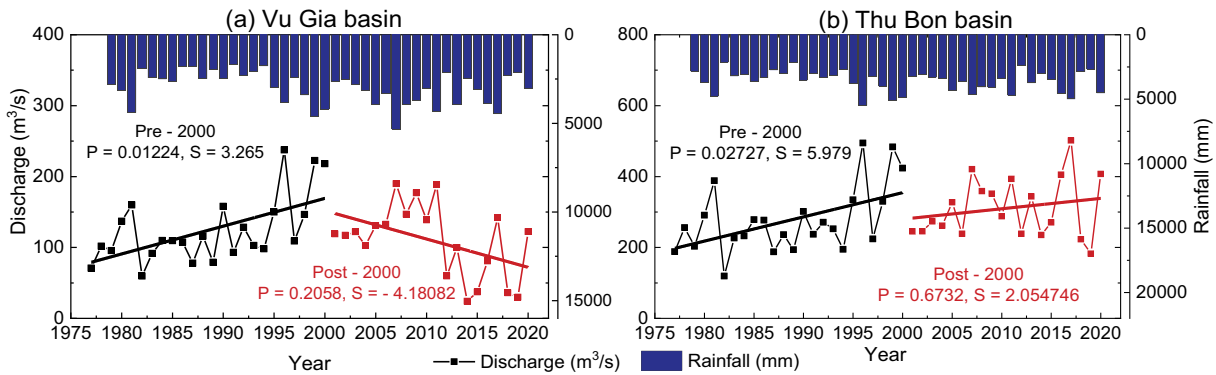 (a) Vu Gia basin
(b) Thu Bon basin
400
350
300
250
200
150
100
50
0
Discharge (m³/s)
0
5000
10000
15000
Pre - 2000
P = 0.01224, S = 3.265
Post - 2000
P = 0.2058, S = - 4.18082
1975 1980 1985 1990 1995 2000 2005 2010 2015 2020
Year
800
600
400
200
0
0
5000
10000
15000
20000
Rainfall (mm)
Pre - 2000
P = 0.02727, S = 5.979
Post - 2000
P = 0.6732, S = 2.054746
1975 1980 1985 1990 1995 2000 2005 2010 2015 2020
Year
Discharge (m³/s)
Rainfall (mm)